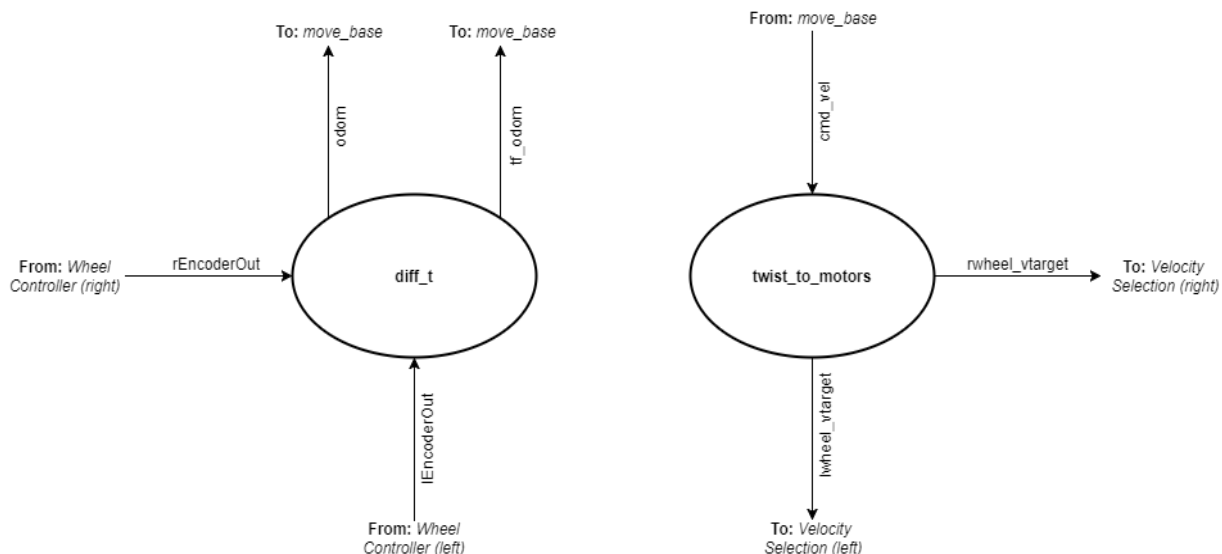 To: move_base
To: move_base
From: move_base
odom
tf_odom
cmd_vel
From: Wheel
Controller (right)
rEncoderOut
diff_t
twist_to_motors
rwheel_vtarget
To: Velocity
Selection (right)
lEncoderOut
lwheel_vtarget
From: Wheel
Controller (left)
To: Velocity
Selection (left)